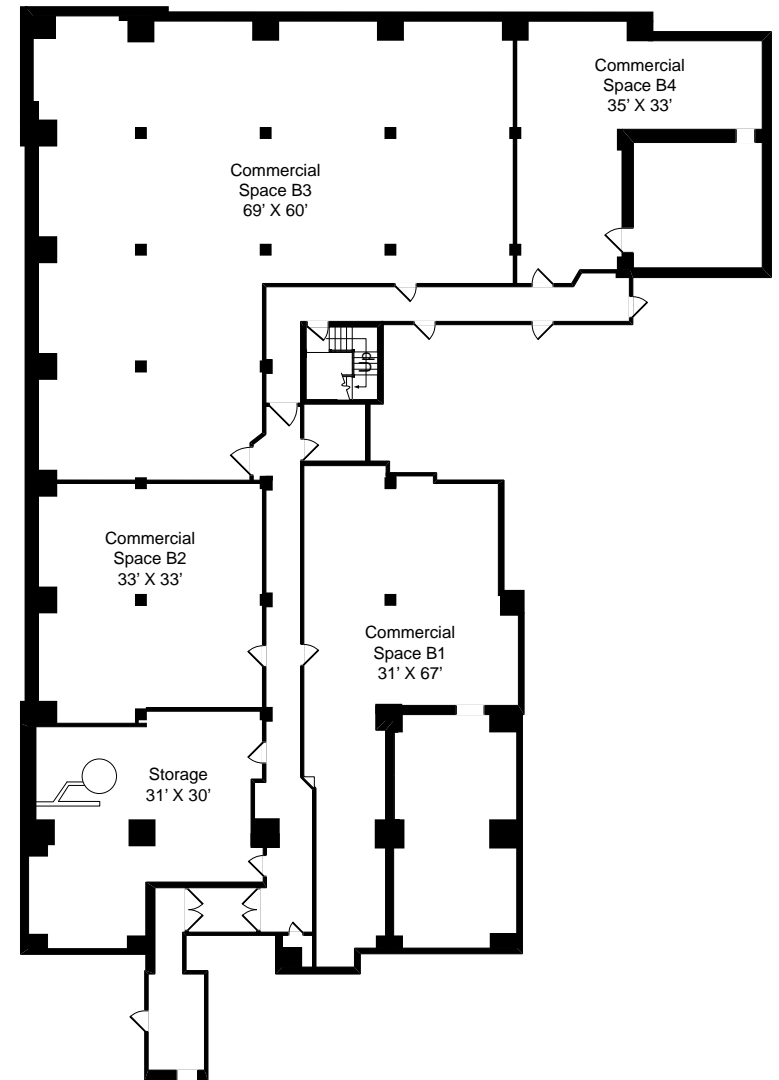 Commercial
Space B4
35’ X 33’
Commercial
Space B3
69’ X 60’
UP
Commercial
Space B2
33’ X 33’
Commercial
Space B1
31’ X 67’
Storage
31’ X 30’